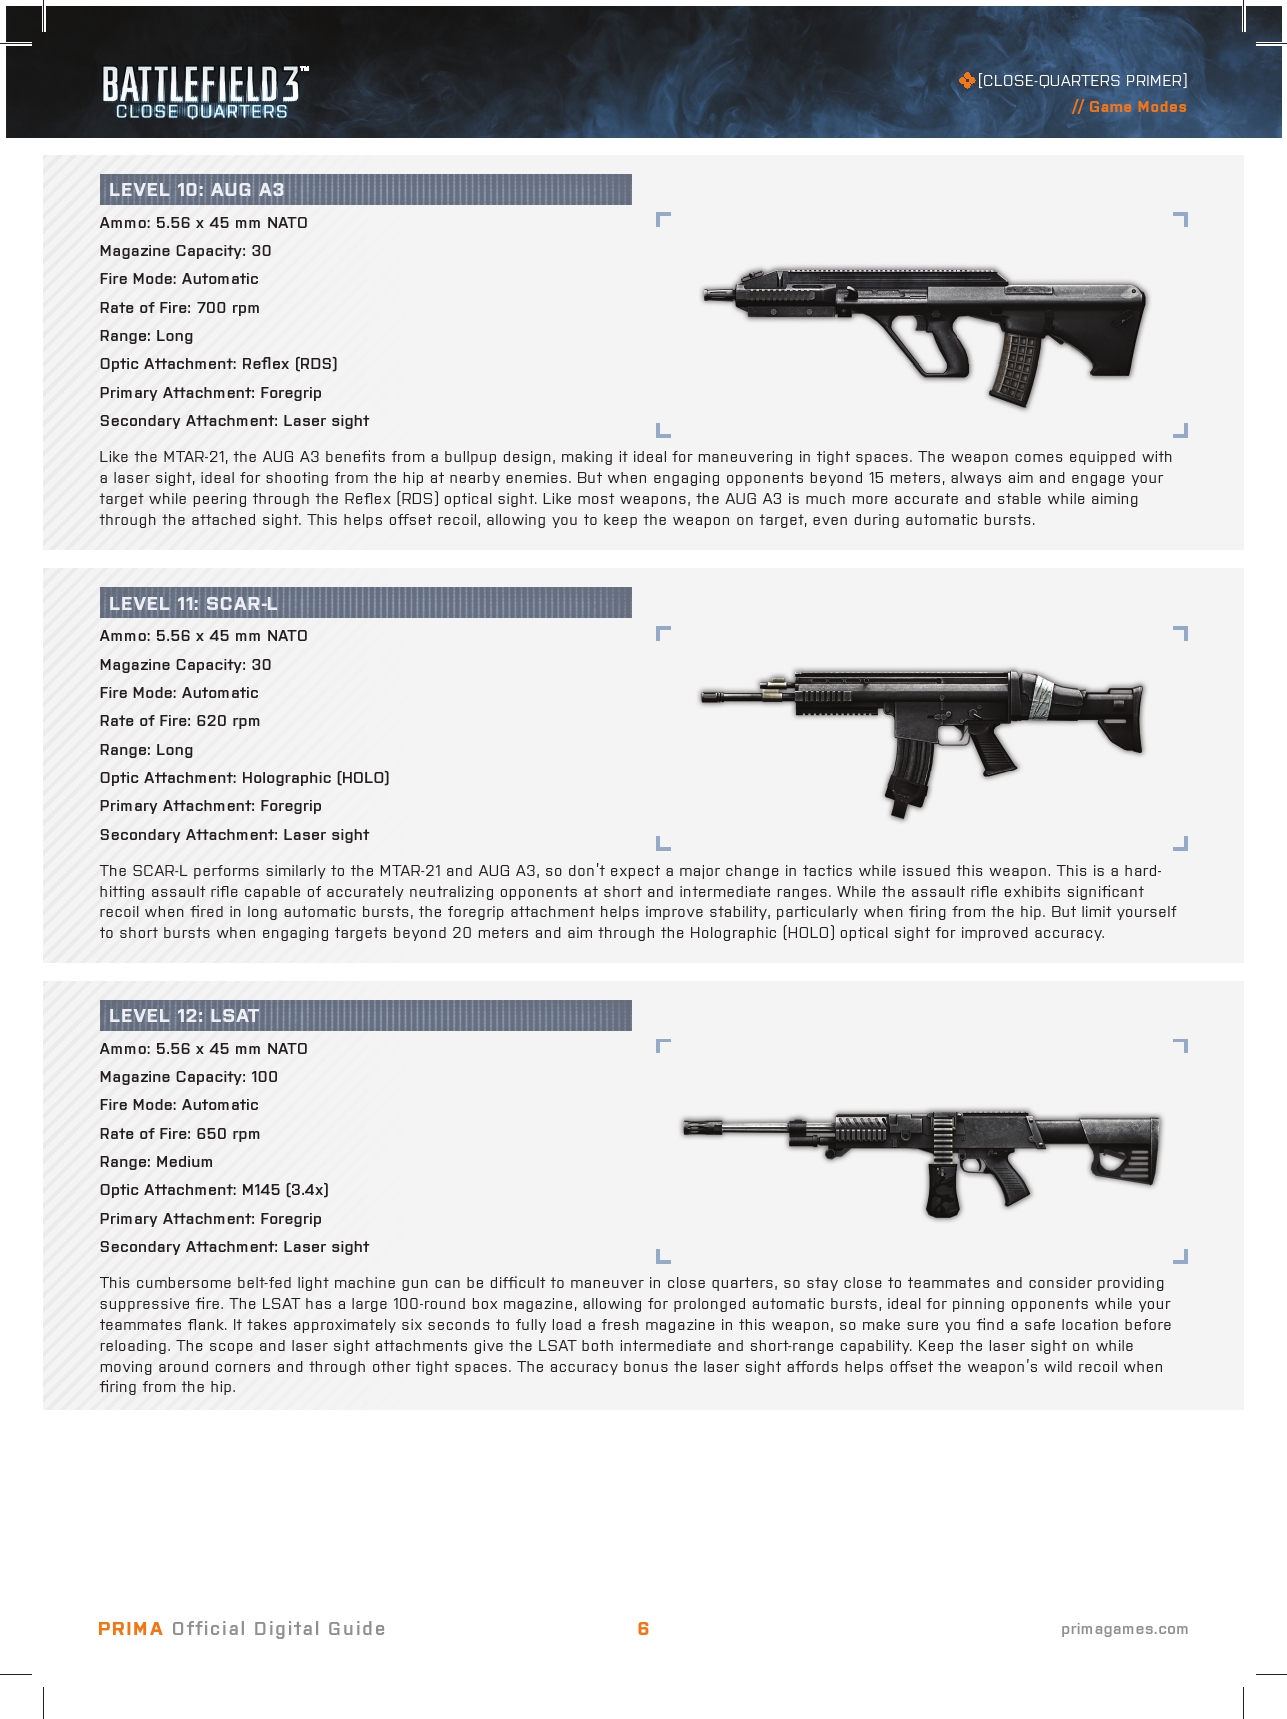 BATTLEFIELD 3™
CLOSE QUARTERS
[CLOSE-QUARTERS PRIMER]
// Game Modes
LEVEL 10: AUG A3
Ammo: 5.56 x 45 mm NATO
Magazine Capacity: 30
Fire Mode: Automatic
Rate of Fire: 700 rpm
Range: Long
Optic Attachment: Reflex (RDS)
Primary Attachment: Foregrip
Secondary Attachment: Laser sight
Like the MTAR-21, the AUG A3 benefits from a bullpup design, making it ideal for maneuvering in tight spaces. The weapon comes equipped with
a laser sight, ideal for shooting from the hip at nearby enemies. But when engaging opponents beyond 15 meters, always aim and engage your
target while peering through the Reflex (RDS) optical sight. Like most weapons, the AUG A3 is much more accurate and stable while aiming
through the attached sight. This helps offset recoil, allowing you to keep the weapon on target, even during automatic bursts.
LEVEL 11: SCAR-L
Ammo: 5.56 x 45 mm NATO
Magazine Capacity: 30
Fire Mode: Automatic
Rate of Fire: 620 rpm
Range: Long
Optic Attachment: Holographic (HOLO)
Primary Attachment: Foregrip
Secondary Attachment: Laser sight
The SCAR-L performs similarly to the MTAR-21 and AUG A3, so don't expect a major change in tactics while issued this weapon. This is a hard-
hitting assault rifle capable of accurately neutralizing opponents at short and intermediate ranges. While the assault rifle exhibits significant
recoil when fired in long automatic bursts, the foregrip attachment helps improve stability, particularly when firing from the hip. But limit yourself
to short bursts when engaging targets beyond 20 meters and aim through the Holographic (HOLO) optical sight for improved accuracy.
LEVEL 12: LSAT
Ammo: 5.56 x 45 mm NATO
Magazine Capacity: 100
Fire Mode: Automatic
Rate of Fire: 650 rpm
Range: Medium
Optic Attachment: M145 (3.4x)
Primary Attachment: Foregrip
Secondary Attachment: Laser sight
This cumbersome belt-fed light machine gun can be difficult to maneuver in close quarters, so stay close to teammates and consider providing
suppressive fire. The LSAT has a large 100-round box magazine, allowing for prolonged automatic bursts, ideal for pinning opponents while your
teammates flank. It takes approximately six seconds to fully load a fresh magazine in this weapon, so make sure you find a safe location before
reloading. The scope and laser sight attachments give the LSAT both intermediate and short-range capability. Keep the laser sight on while
moving around corners and through other tight spaces. The accuracy bonus the laser sight affords helps offset the weapon's wild recoil when
firing from the hip.
PRIMA Official Digital Guide
6
primagames.com